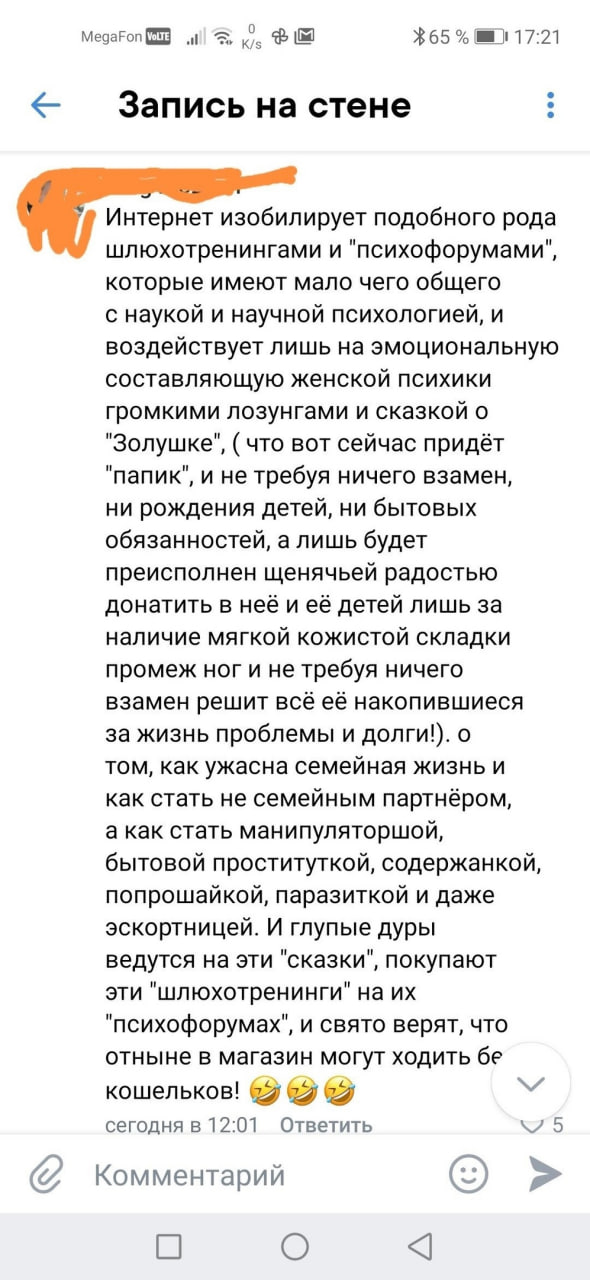 MegaFon VoLTE 0 K/s 65 % 17:21
Запись на стене
Интернет изобилирует подобного рода
шлюхотренингами и "психофорумами",
которые имеют мало чего общего
с наукой и научной психологией, и
воздействует лишь на эмоциональную
составляющую женской психики
громкими лозунгами и сказкой о
"Золушке", ( что вот сейчас придёт
"папик", и не требуя ничего взамен,
ни рождения детей, ни бытовых
обязанностей, а лишь будет
преисполнен щенячьей радостью
донатить в неё и её детей лишь за
наличие мягкой кожистой складки
промеж ног и не требуя ничего
взамен решит всё её накопившиеся
за жизнь проблемы и долги!). о
том, как ужасна семейная жизнь и
как стать не семейным партнёром,
а как стать манипуляторшой,
бытовой проституткой, содержанкой,
попрошайкой, паразиткой и даже
эскортницей. И глупые дуры
ведутся на эти "сказки", покупают
эти "шлюхотренинги" на их
"психофорумах", и свято верят, что
отныне в магазин могут ходить бе
кошельков! 🤣🤣🤣
сегодня в 12:01 Ответить 5
Комментарий